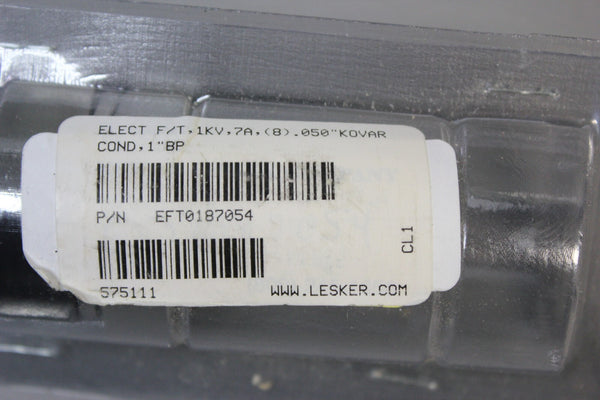 ELECT F/T,1KV,7A,(8).050"KOVAR
COND,1"BP
P/N EFT0187054
575111
WWW.LESKER.COM
CL1